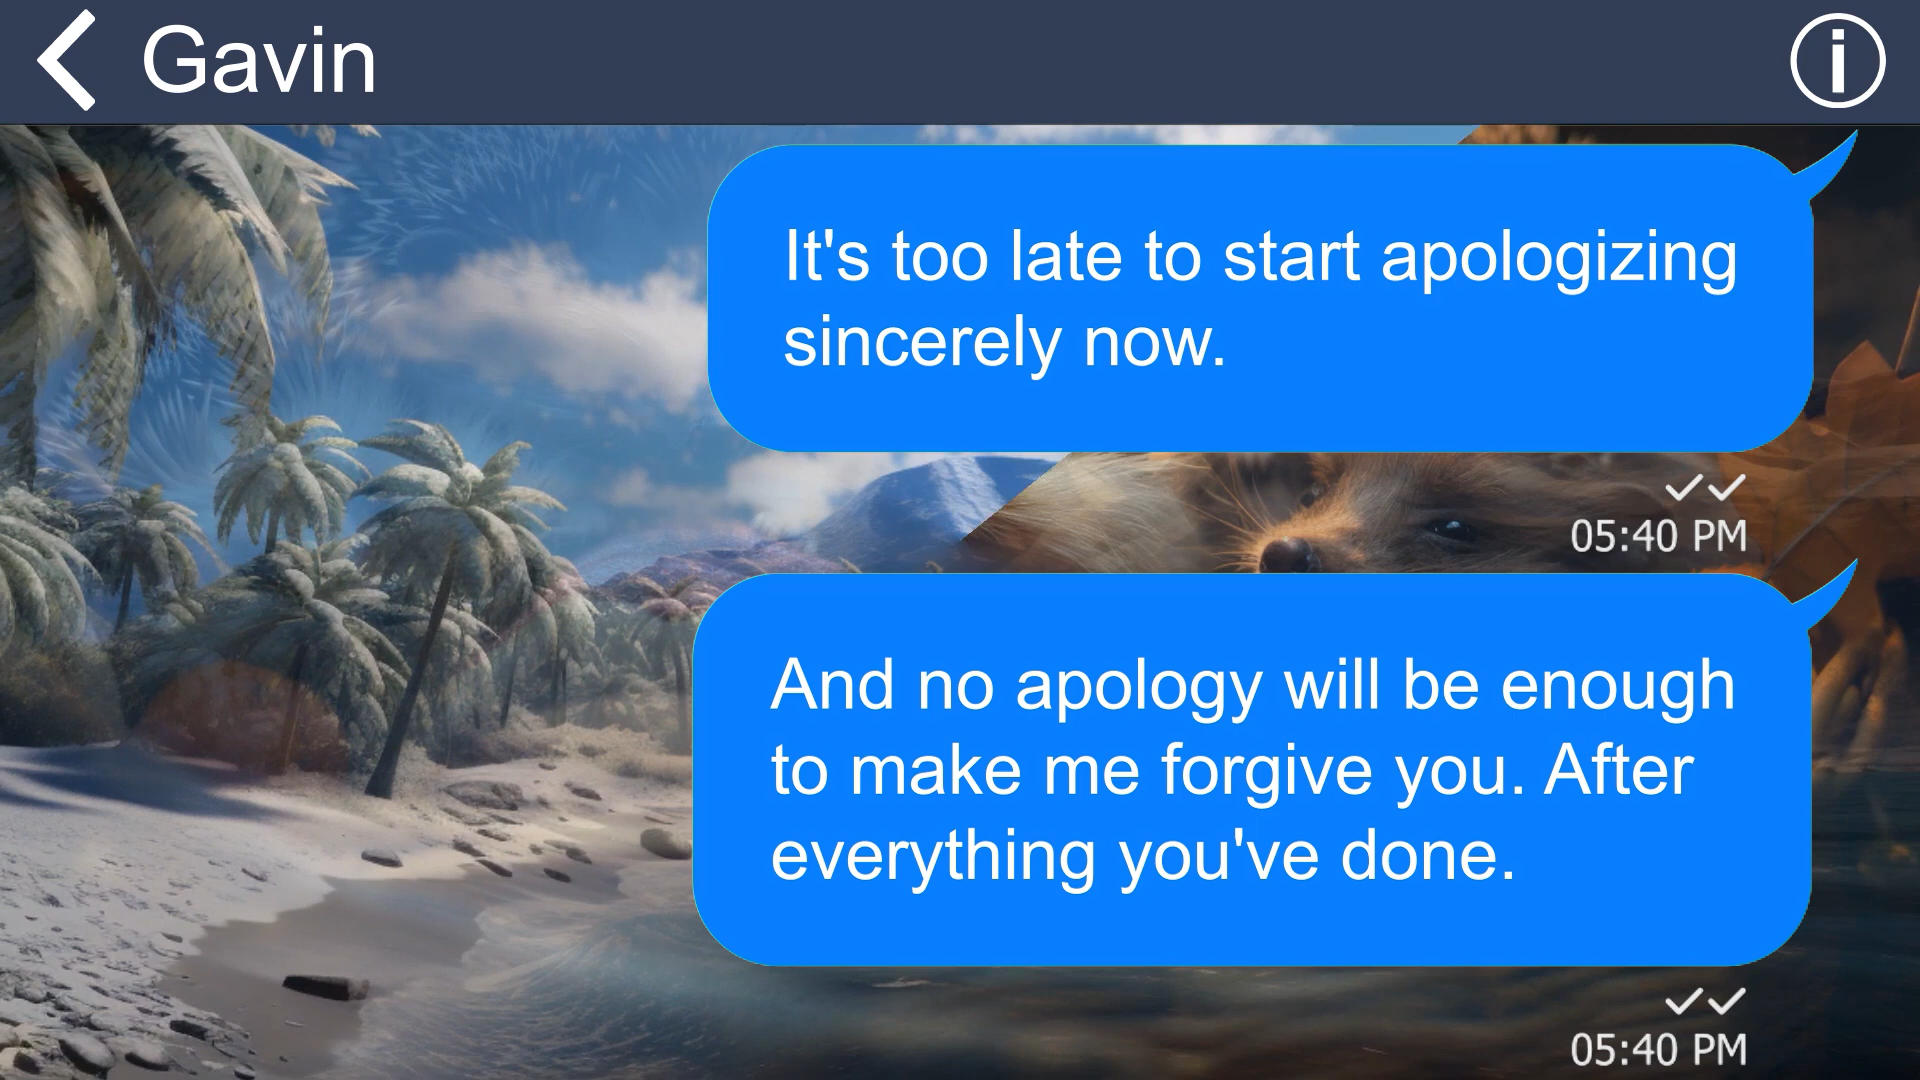 Gavin
It's too late to start apologizing
sincerely now.
05:40 PM
And no apology will be enough
to make me forgive you. After
everything you've done.
05:40 PM